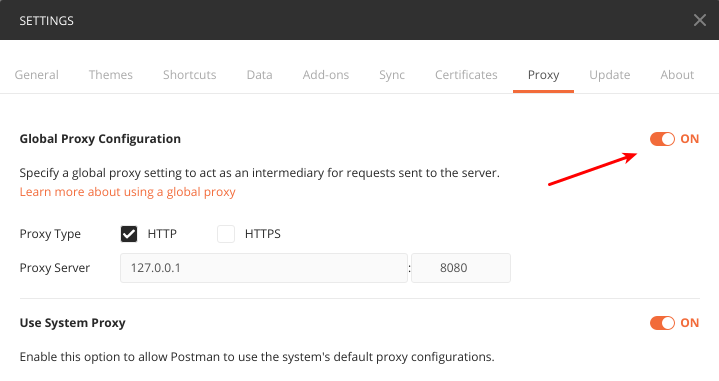 SETTINGS
General Themes Shortcuts Data Add-ons Sync Certificates Proxy Update About
Global Proxy Configuration ON
Specify a global proxy setting to act as an intermediary for requests sent to the server.
Learn more about using a global proxy
Proxy Type HTTP HTTPS
Proxy Server 127.0.0.1 : 8080
Use System Proxy ON
Enable this option to allow Postman to use the system's default proxy configurations.